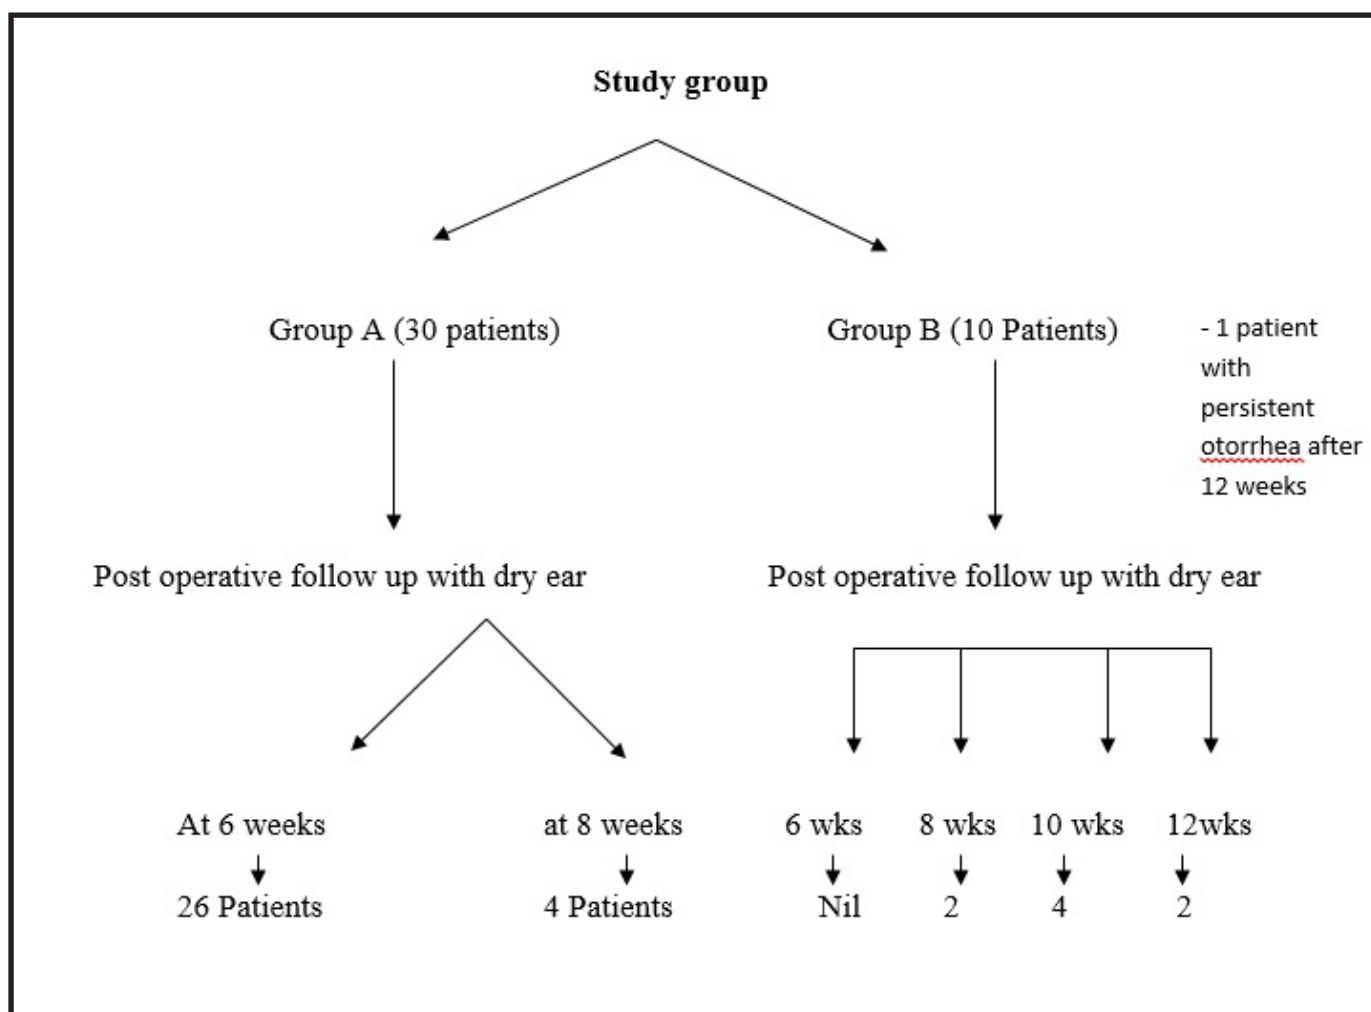 Study group
Group A (30 patients)
Group B (10 Patients)
- 1 patient
with
persistent
otorrhea after
12 weeks
Post operative follow up with dry ear
Post operative follow up with dry ear
At 6 weeks
at 8 weeks
6 wks
8 wks
10 wks
12wks
26 Patients
4 Patients
Nil
2
4
2